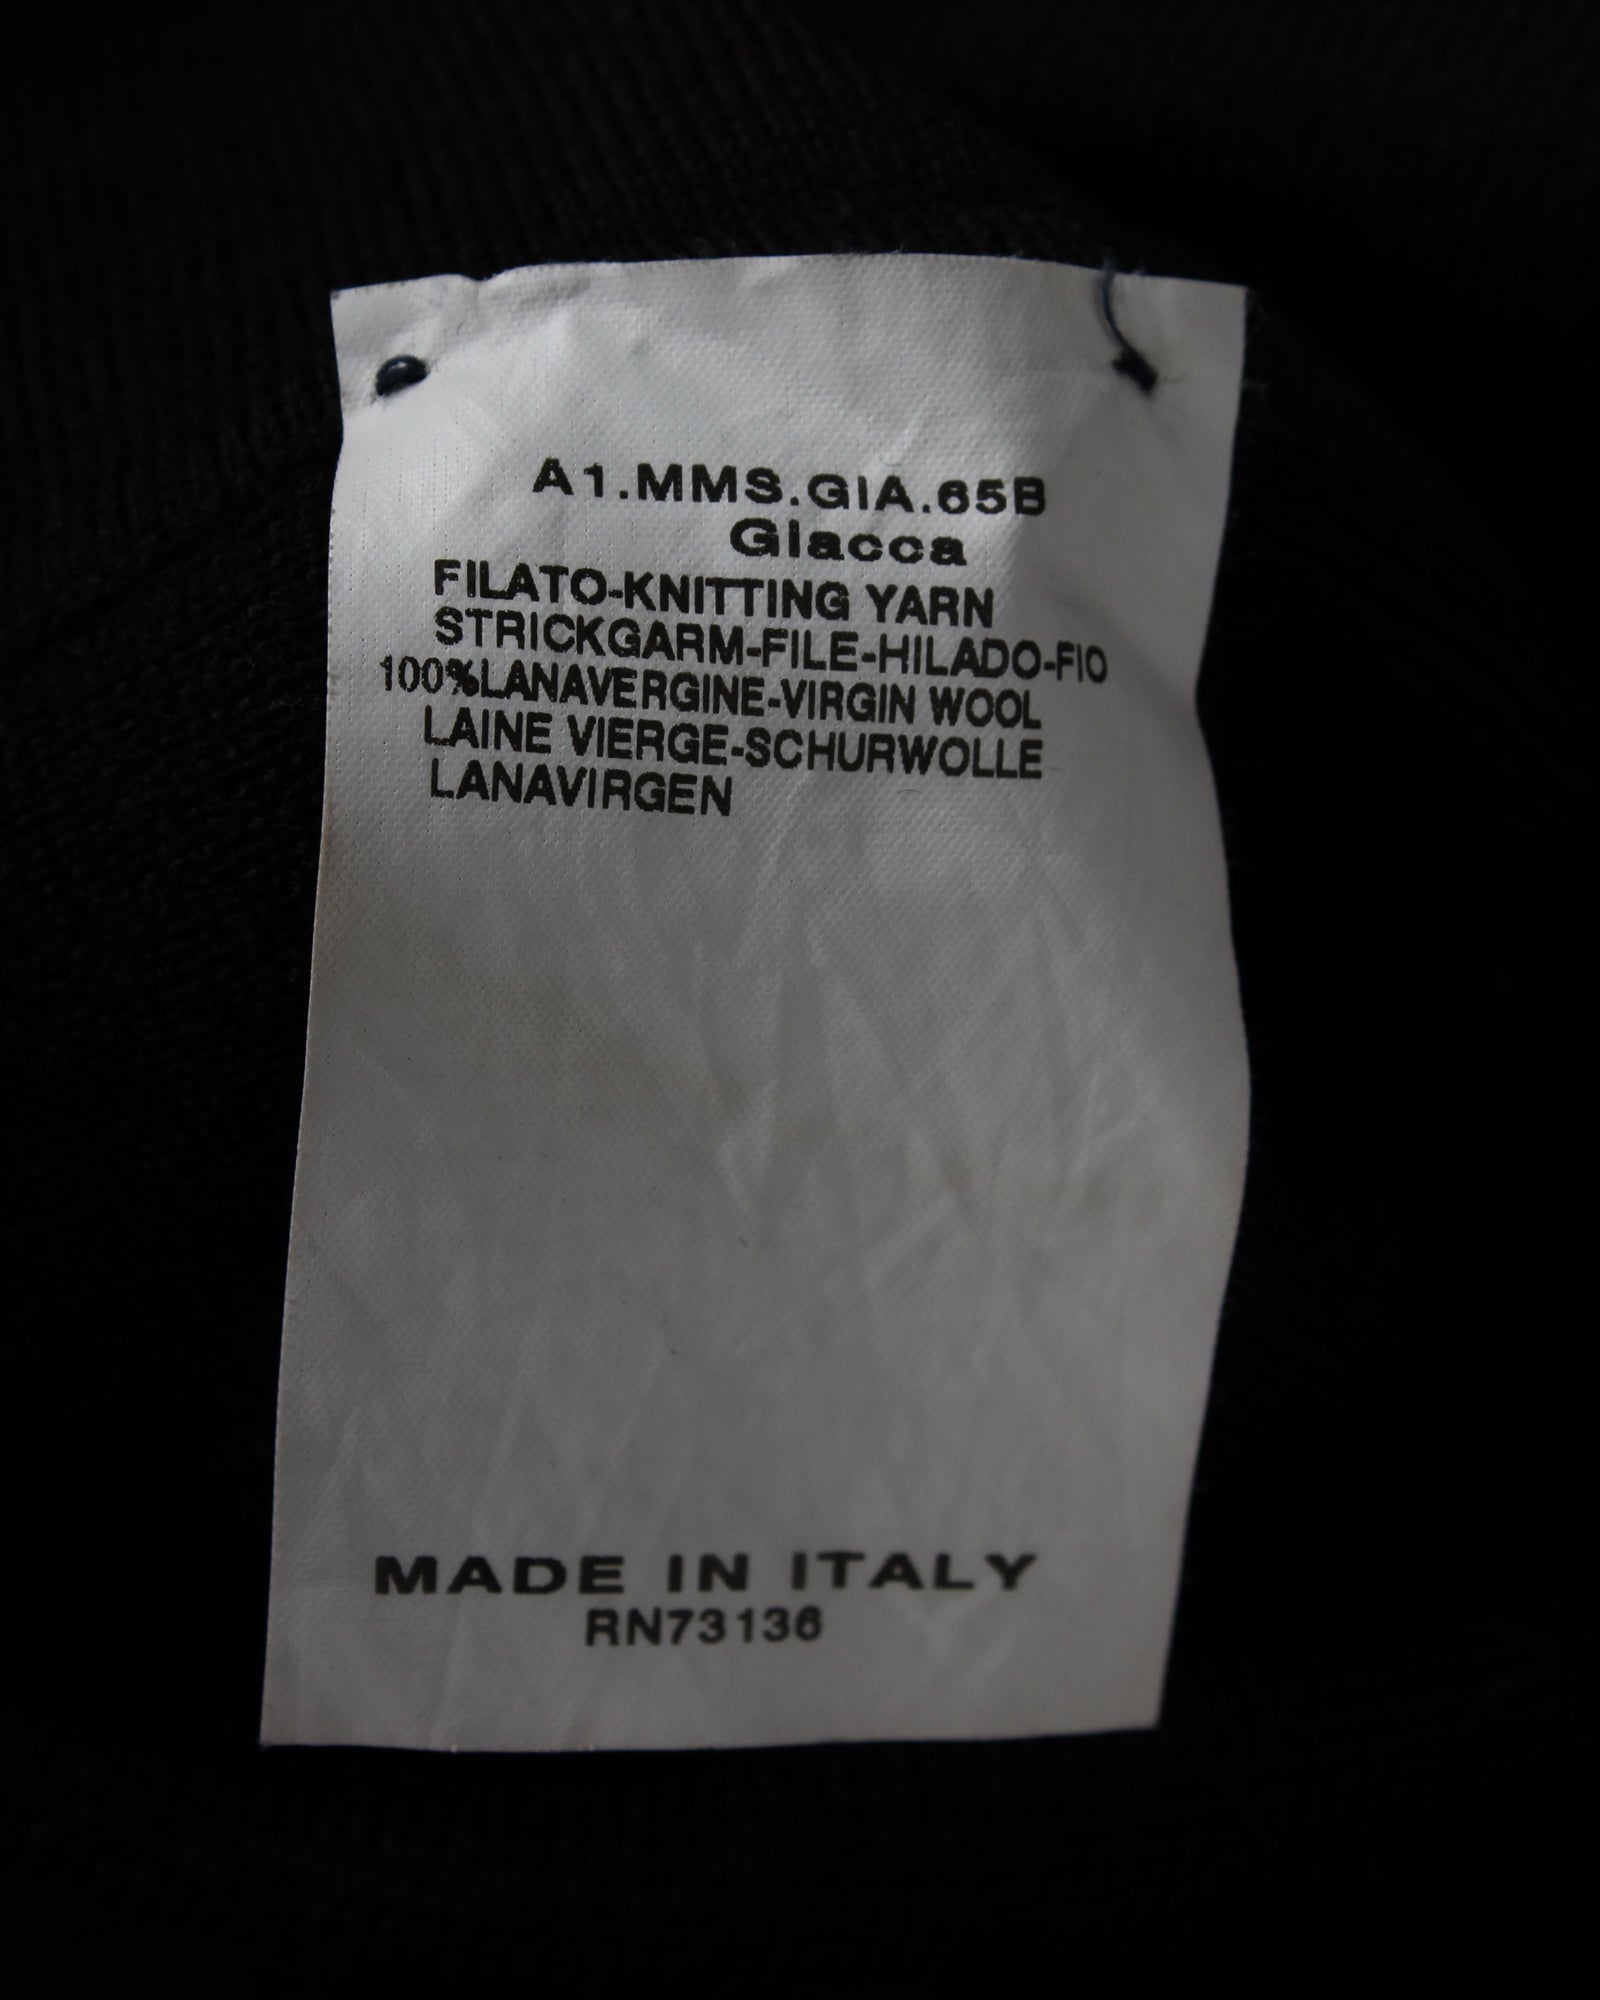 A1.MMS.GIA.65B
Giacca
FILATO-KNITTING YARN
STRICKGARM-FILE-HILADO-FIO
100%LANAVERGINE-VIRGIN WOOL
LAINE VIERGE-SCHURWOLLE
LANAVIRGEN
MADE IN ITALY
RN73136